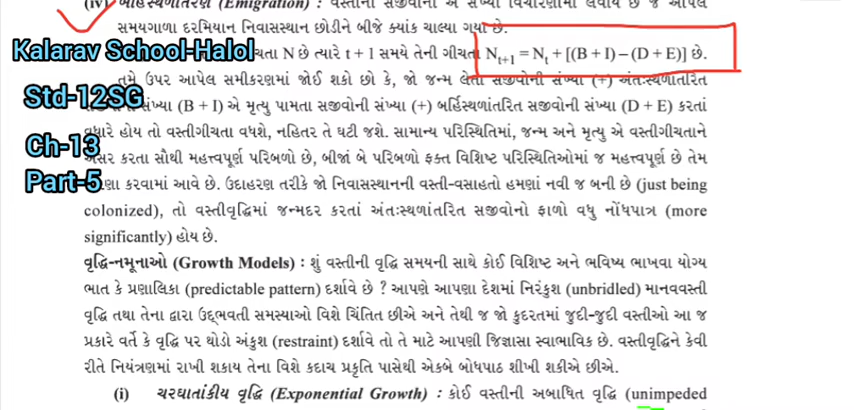 (iv) બહિર્સ્થળાંતરણ (Emigration) : વસ્તીના સજીવોની એ સંખ્યા વિચારણામાં લેવાય છે જે આપેલ
સમયગાળા દરમિયાન નિવાસસ્થાન છોડીને બીજે ક્યાંક ચાલ્યા ગયા છે.
Kalarav School-Halol
ચતા N છે ત્યારે t + 1 સમયે તેની ગીચતા N_{t+1} = N_t + [(B + I) – (D + E)] છે.
તમે ઉપર આપેલ સમીકરણમાં જોઈ શકો છો કે, જો જન્મ લેતા સજીવોની સંખ્યા (+) અંતઃસ્થળાંતરિત
Std-12SG
સંખ્યા (B + I) એ મૃત્યુ પામતા સજીવોની સંખ્યા (+) બર્હિસ્થળાંતરિત સજીવોની સંખ્યા (D + E) કરતાં
વધારે હોય તો વસ્તીગીચતા વધશે, નહિતર તે ઘટી જશે. સામાન્ય પરિસ્થિતિમાં, જન્મ અને મૃત્યુ એ વસ્તીગીચતાને
Ch-13
અસર કરતા સૌથી મહત્ત્વપૂર્ણ પરિબળો છે, બીજાં બે પરિબળો ફક્ત વિશિષ્ટ પરિસ્થિતિઓમાં જ મહત્ત્વપૂર્ણ છે તેમ
Part-5
ણા કરવામાં આવે છે. ઉદાહરણ તરીકે જો નિવાસસ્થાનની વસ્તી-વસાહતો હમણાં નવી જ બની છે (just being
colonized), તો વસ્તીવૃદ્ધિમાં જન્મદર કરતાં અંતઃસ્થળાંતરિત સજીવોનો ફાળો વધુ નોંધપાત્ર (more
significantly) હોય છે.
વૃદ્ધિ-નમૂનાઓ (Growth Models) : શું વસ્તીની વૃદ્ધિ સમયની સાથે કોઈ વિશિષ્ટ અને ભવિષ્ય ભાખવા યોગ્ય
ભાત કે પ્રણાલિકા (predictable pattern) દર્શાવે છે ? આપણે આપણા દેશમાં નિરંકુશ (unbridled) માનવવસ્તી
વૃદ્ધિ તથા તેના દ્વારા ઉદ્ભવતી સમસ્યાઓ વિશે ચિંતિત છીએ અને તેથી જ જો કુદરતમાં જુદી-જુદી વસ્તીઓ આ જ
પ્રકારે વર્તે કે વૃદ્ધિ પર થોડો અંકુશ (restraint) દર્શાવે તો તે માટે આપણી જિજ્ઞાસા સ્વાભાવિક છે. વસ્તીવૃદ્ધિને કેવી
રીતે નિયંત્રણમાં રાખી શકાય તેના વિશે કદાચ પ્રકૃતિ પાસેથી એકબે બોધપાઠ શીખી શકીએ છીએ.
(i) ચરઘાતાંકીય વૃદ્ધિ (Exponential Growth) : કોઈ વસ્તીની અબાધિત વૃદ્ધિ (unimpeded